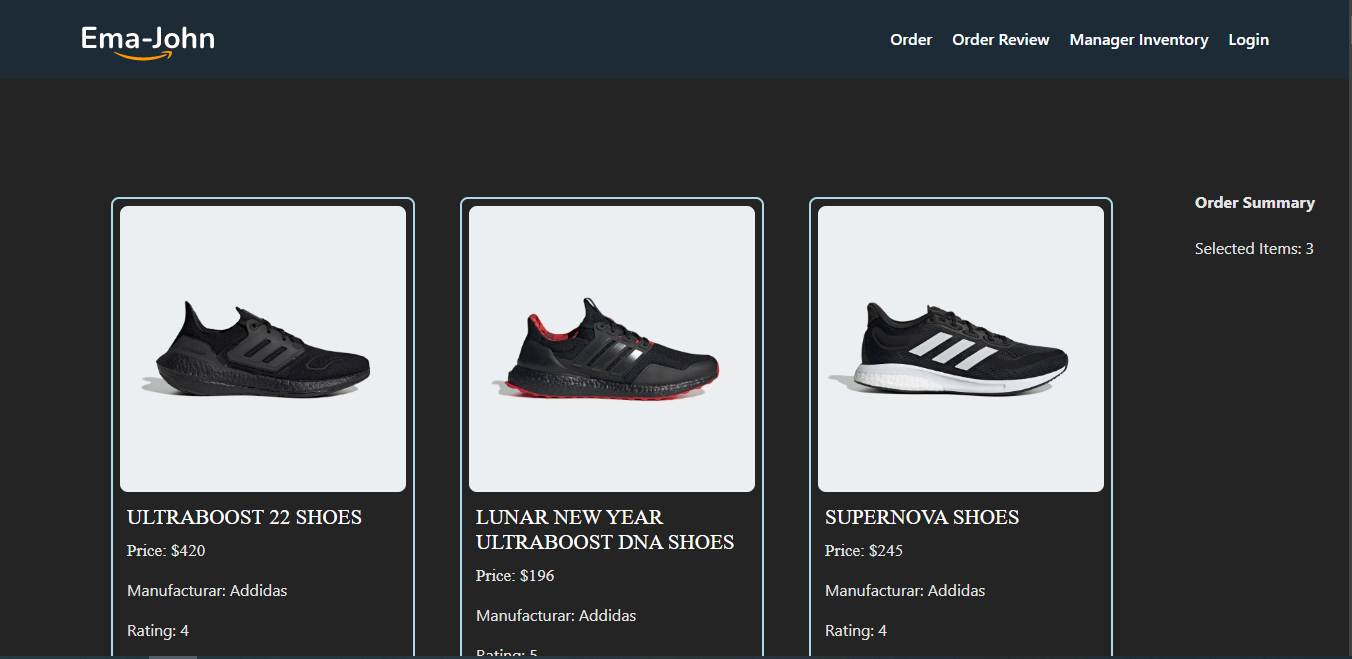 Ema-John
Order Order Review Manager Inventory Login
Order Summary
Selected Items: 3
ULTRABOOST 22 SHOES
Price: $420
Manufacturar: Addidas
Rating: 4
LUNAR NEW YEAR
ULTRABOOST DNA SHOES
Price: $196
Manufacturar: Addidas
Rating: 5
SUPERNOVA SHOES
Price: $245
Manufacturar: Addidas
Rating: 4